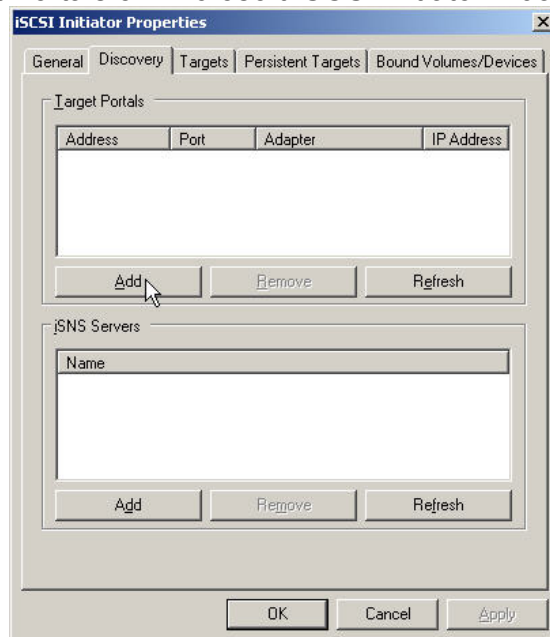 iSCSI Initiator Properties
General Discovery Targets Persistent Targets Bound Volumes/Devices
Target Portals
Address Port Adapter IP Address
Add Remove Refresh
iSNS Servers
Name
Add Remove Refresh
OK Cancel Apply